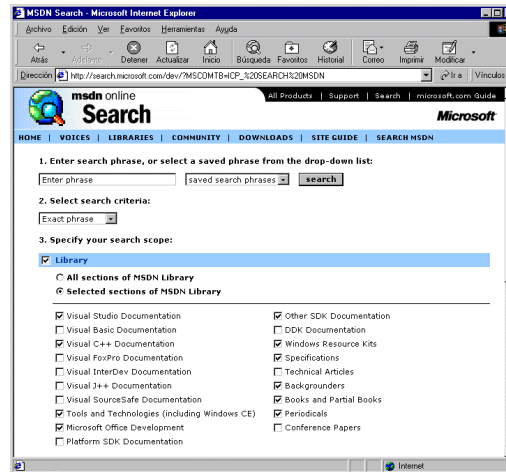 MSDN Search - Microsoft Internet Explorer
Archivo Edición Ver Favoritos Herramientas Ayuda
Atrás Adelante Detener Actualizar Inicio Búsqueda Favoritos Historial Correo Imprimir Modificar
Dirección http://search.microsoft.com/dev/?MSCOMTB=ICP_%20SEARCH%20MSDN Ir a Vínculos
All Products | Support | Search | microsoft.com Guide
msdn online
Search
Microsoft
HOME | VOICES | LIBRARIES | COMMUNITY | DOWNLOADS | SITE GUIDE | SEARCH MSDN
1. Enter search phrase, or select a saved phrase from the drop-down list:
Enter phrase saved search phrases search
2. Select search criteria:
Exact phrase
3. Specify your search scope:
Library
All sections of MSDN Library
Selected sections of MSDN Library
Visual Studio Documentation
Visual Basic Documentation
Visual C++ Documentation
Visual FoxPro Documentation
Visual InterDev Documentation
Visual J++ Documentation
Visual SourceSafe Documentation
Tools and Technologies (including Windows CE)
Microsoft Office Development
Platform SDK Documentation
Other SDK Documentation
DDK Documentation
Windows Resource Kits
Specifications
Technical Articles
Backgrounders
Books and Partial Books
Periodicals
Conference Papers
Internet